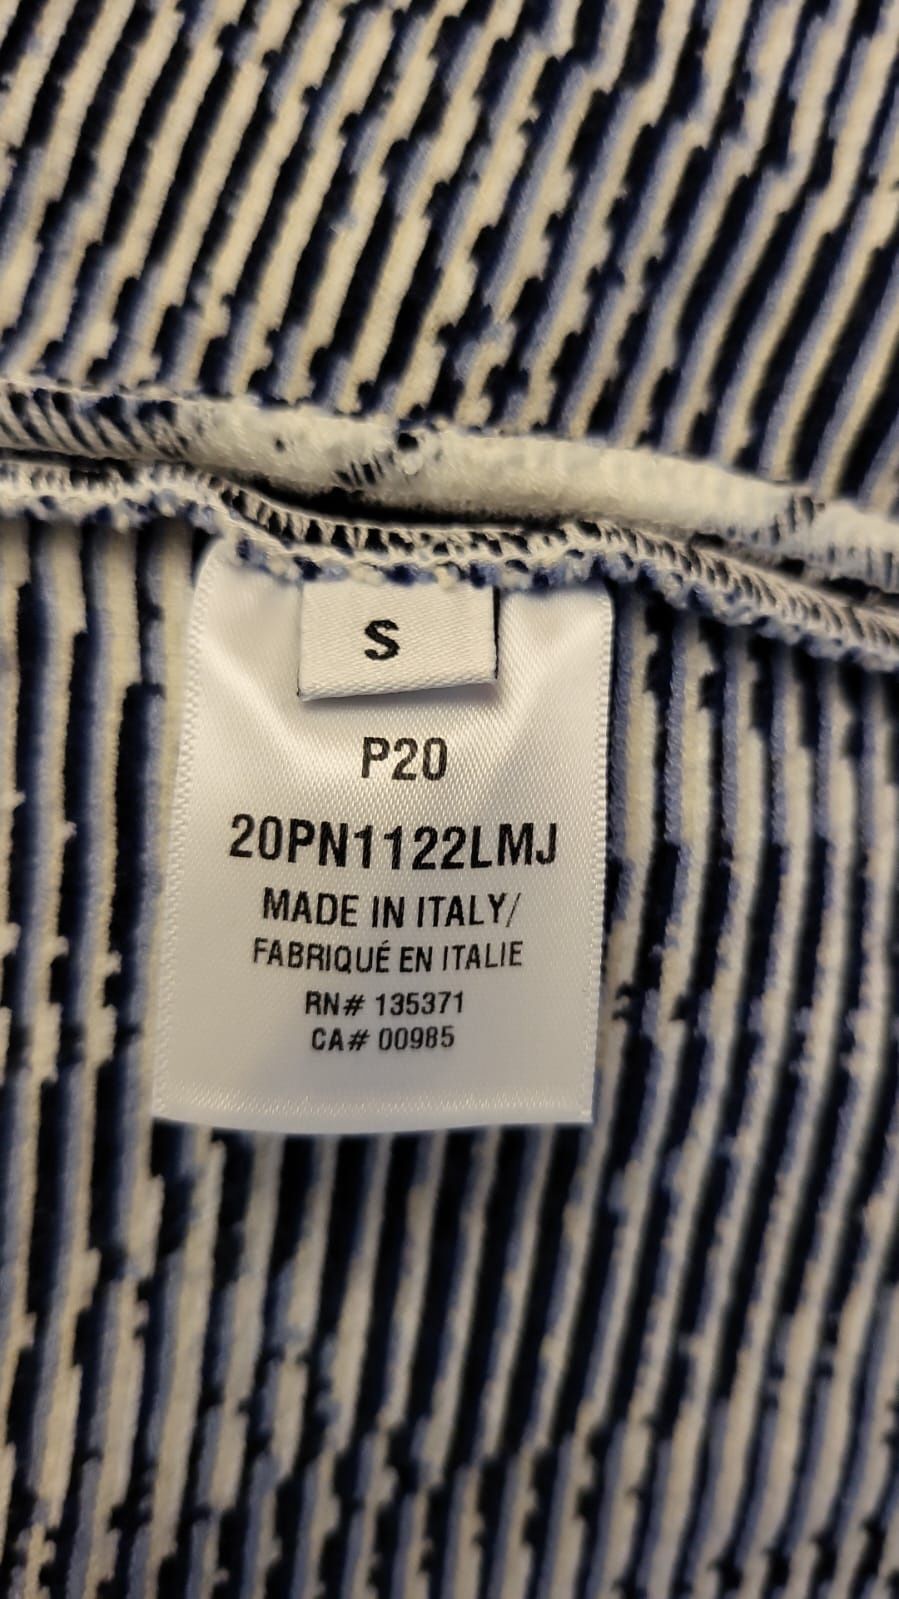 S
P20
20PN1122LMJ
MADE IN ITALY/
FABRIQUÉ EN ITALIE
RN# 135371
CA# 00985